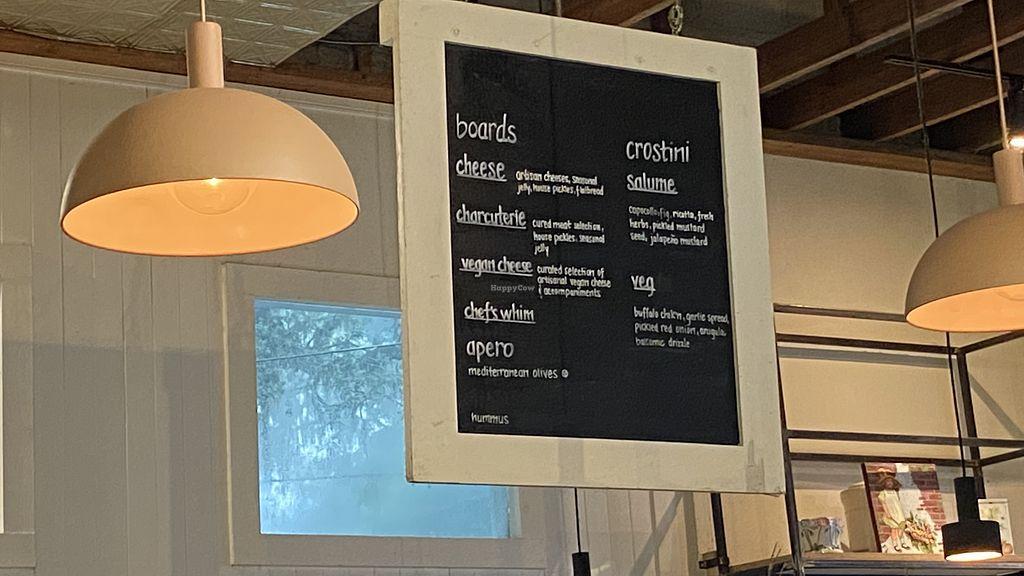 boards
cheese
artisan cheeses, seasonal
jelly, house pickles, flatbread
charcuterie
cured meat selection,
house pickles, seasonal
jelly
vegan cheese
curated selection of
artisanal vegan cheese
& accompaniments
HappyCow
chef's whim
apero
mediterranean olives
hummus
crostini
salume
capocollo, fig, ricotta, fresh
herbs, pickled mustard
seed, jalapeño mustard
veg
buffalo chik'n, garlic spread,
pickled red onion, arugula,
balsamic drizzle